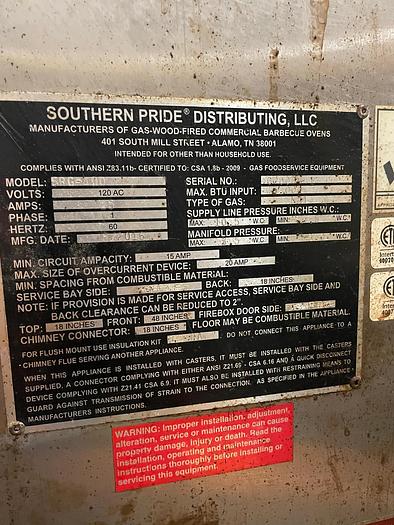 SOUTHERN PRIDE® DISTRIBUTING, LLC
MANUFACTURERS OF GAS-WOOD-FIRED COMMERCIAL BARBECUE OVENS
401 SOUTH MILL STREET • ALAMO, TN 38001
INTENDED FOR OTHER THAN HOUSEHOLD USE.
COMPLIES WITH ANSI Z83.11b- CERTIFIED TO: CSA 1.8b - 2009 - GAS FOODSERVICE EQUIPMENT
MODEL: SERIAL NO.:
VOLTS: 120 AC MAX. BTU INPUT:
AMPS: TYPE OF GAS:
PHASE: 1 SUPPLY LINE PRESSURE INCHES W.C.:
HERTZ: 60 MAX: "W.C. MIN: "W.C.
MFG. DATE: MANIFOLD PRESSURE:
MAX: "W.C. "W.C.
MIN. CIRCUIT AMPACITY: 15 AMP
MAX. SIZE OF OVERCURRENT DEVICE: 20 AMP
MIN. SPACING FROM COMBUSTIBLE MATERIAL:
SERVICE BAY SIDE: BACK: 18 INCHES
NOTE: IF PROVISION IS MADE FOR SERVICE ACCESS, SERVICE BAY SIDE AND
BACK CLEARANCE CAN BE REDUCED TO 2".
TOP: 18 INCHES FRONT: 48 INCHES FIREBOX DOOR SIDE:
CHIMNEY CONNECTOR: 18 INCHES FLOOR MAY BE COMBUSTIBLE MATERIAL.
FOR FLUSH MOUNT USE INSULATION KIT DO NOT CONNECT THIS APPLIANCE TO A
• CHIMNEY FLUE SERVING ANOTHER APPLIANCE.
WHEN THIS APPLIANCE IS INSTALLED WITH CASTERS, IT MUST BE INSTALLED WITH THE CASTERS
SUPPLIED, A CONNECTOR COMPLYING WITH EITHER ANSI Z21.69 - CSA 6.16 AND A QUICK DISCONNECT
DEVICE COMPLYING WITH Z21.41 CSA 6.9. IT MUST ALSO BE INSTALLED WITH RESTRAINING MEANS TO
GUARD AGAINST TRANSMISSION OF STRAIN TO THE CONNECTION. AS SPECIFIED IN THE APPLIANCE
MANUFACTURERS INSTRUCTIONS.
WARNING: Improper installation, adjustment,
alteration, service or maintenance can cause
property damage, injury or death. Read the
installation, operating and maintenance
instructions thoroughly before installing or
servicing this equipment.